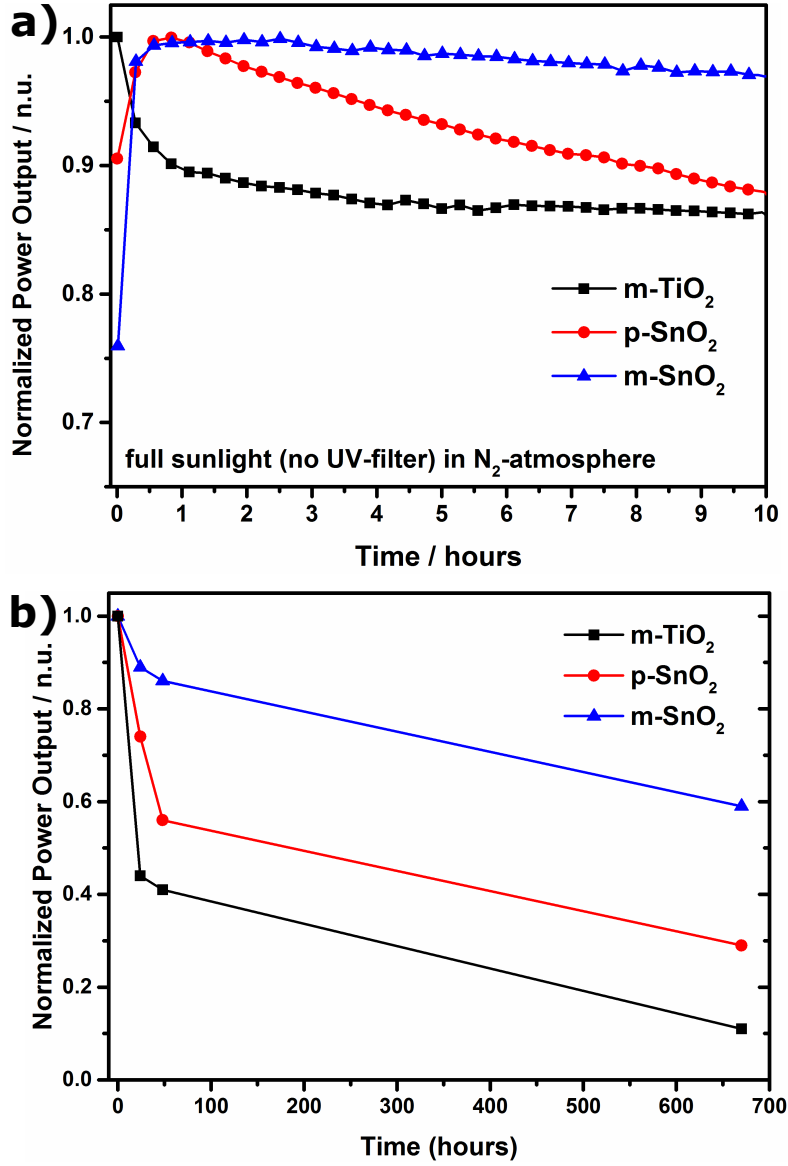 a)
Normalized Power Output / n.u.
1.0
0.9
0.8
0.7
m-TiO₂
p-SnO₂
m-SnO₂
full sunlight (no UV-filter) in N₂-atmosphere
0 1 2 3 4 5 6 7 8 9 10
Time / hours
b)
Normalized Power Output / n.u.
1.0
0.8
0.6
0.4
0.2
0.0
m-TiO₂
p-SnO₂
m-SnO₂
0 100 200 300 400 500 600 700
Time (hours)